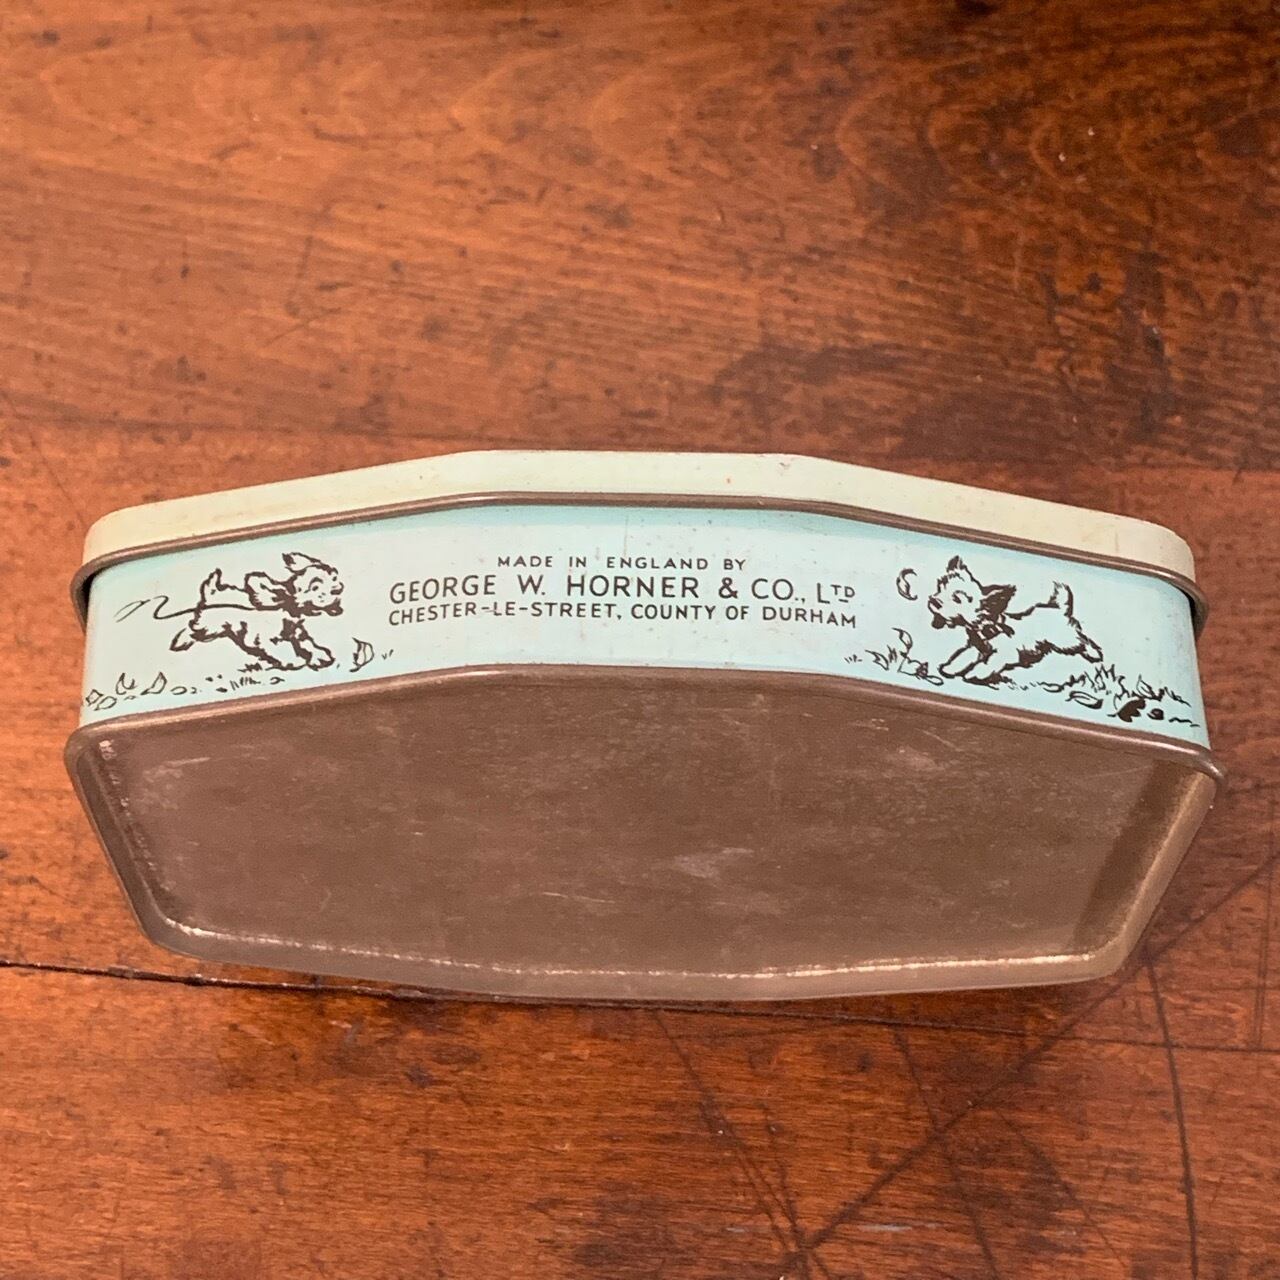 MADE IN ENGLAND BY
GEORGE W. HORNER & CO., LTD
CHESTER-LE-STREET, COUNTY OF DURHAM